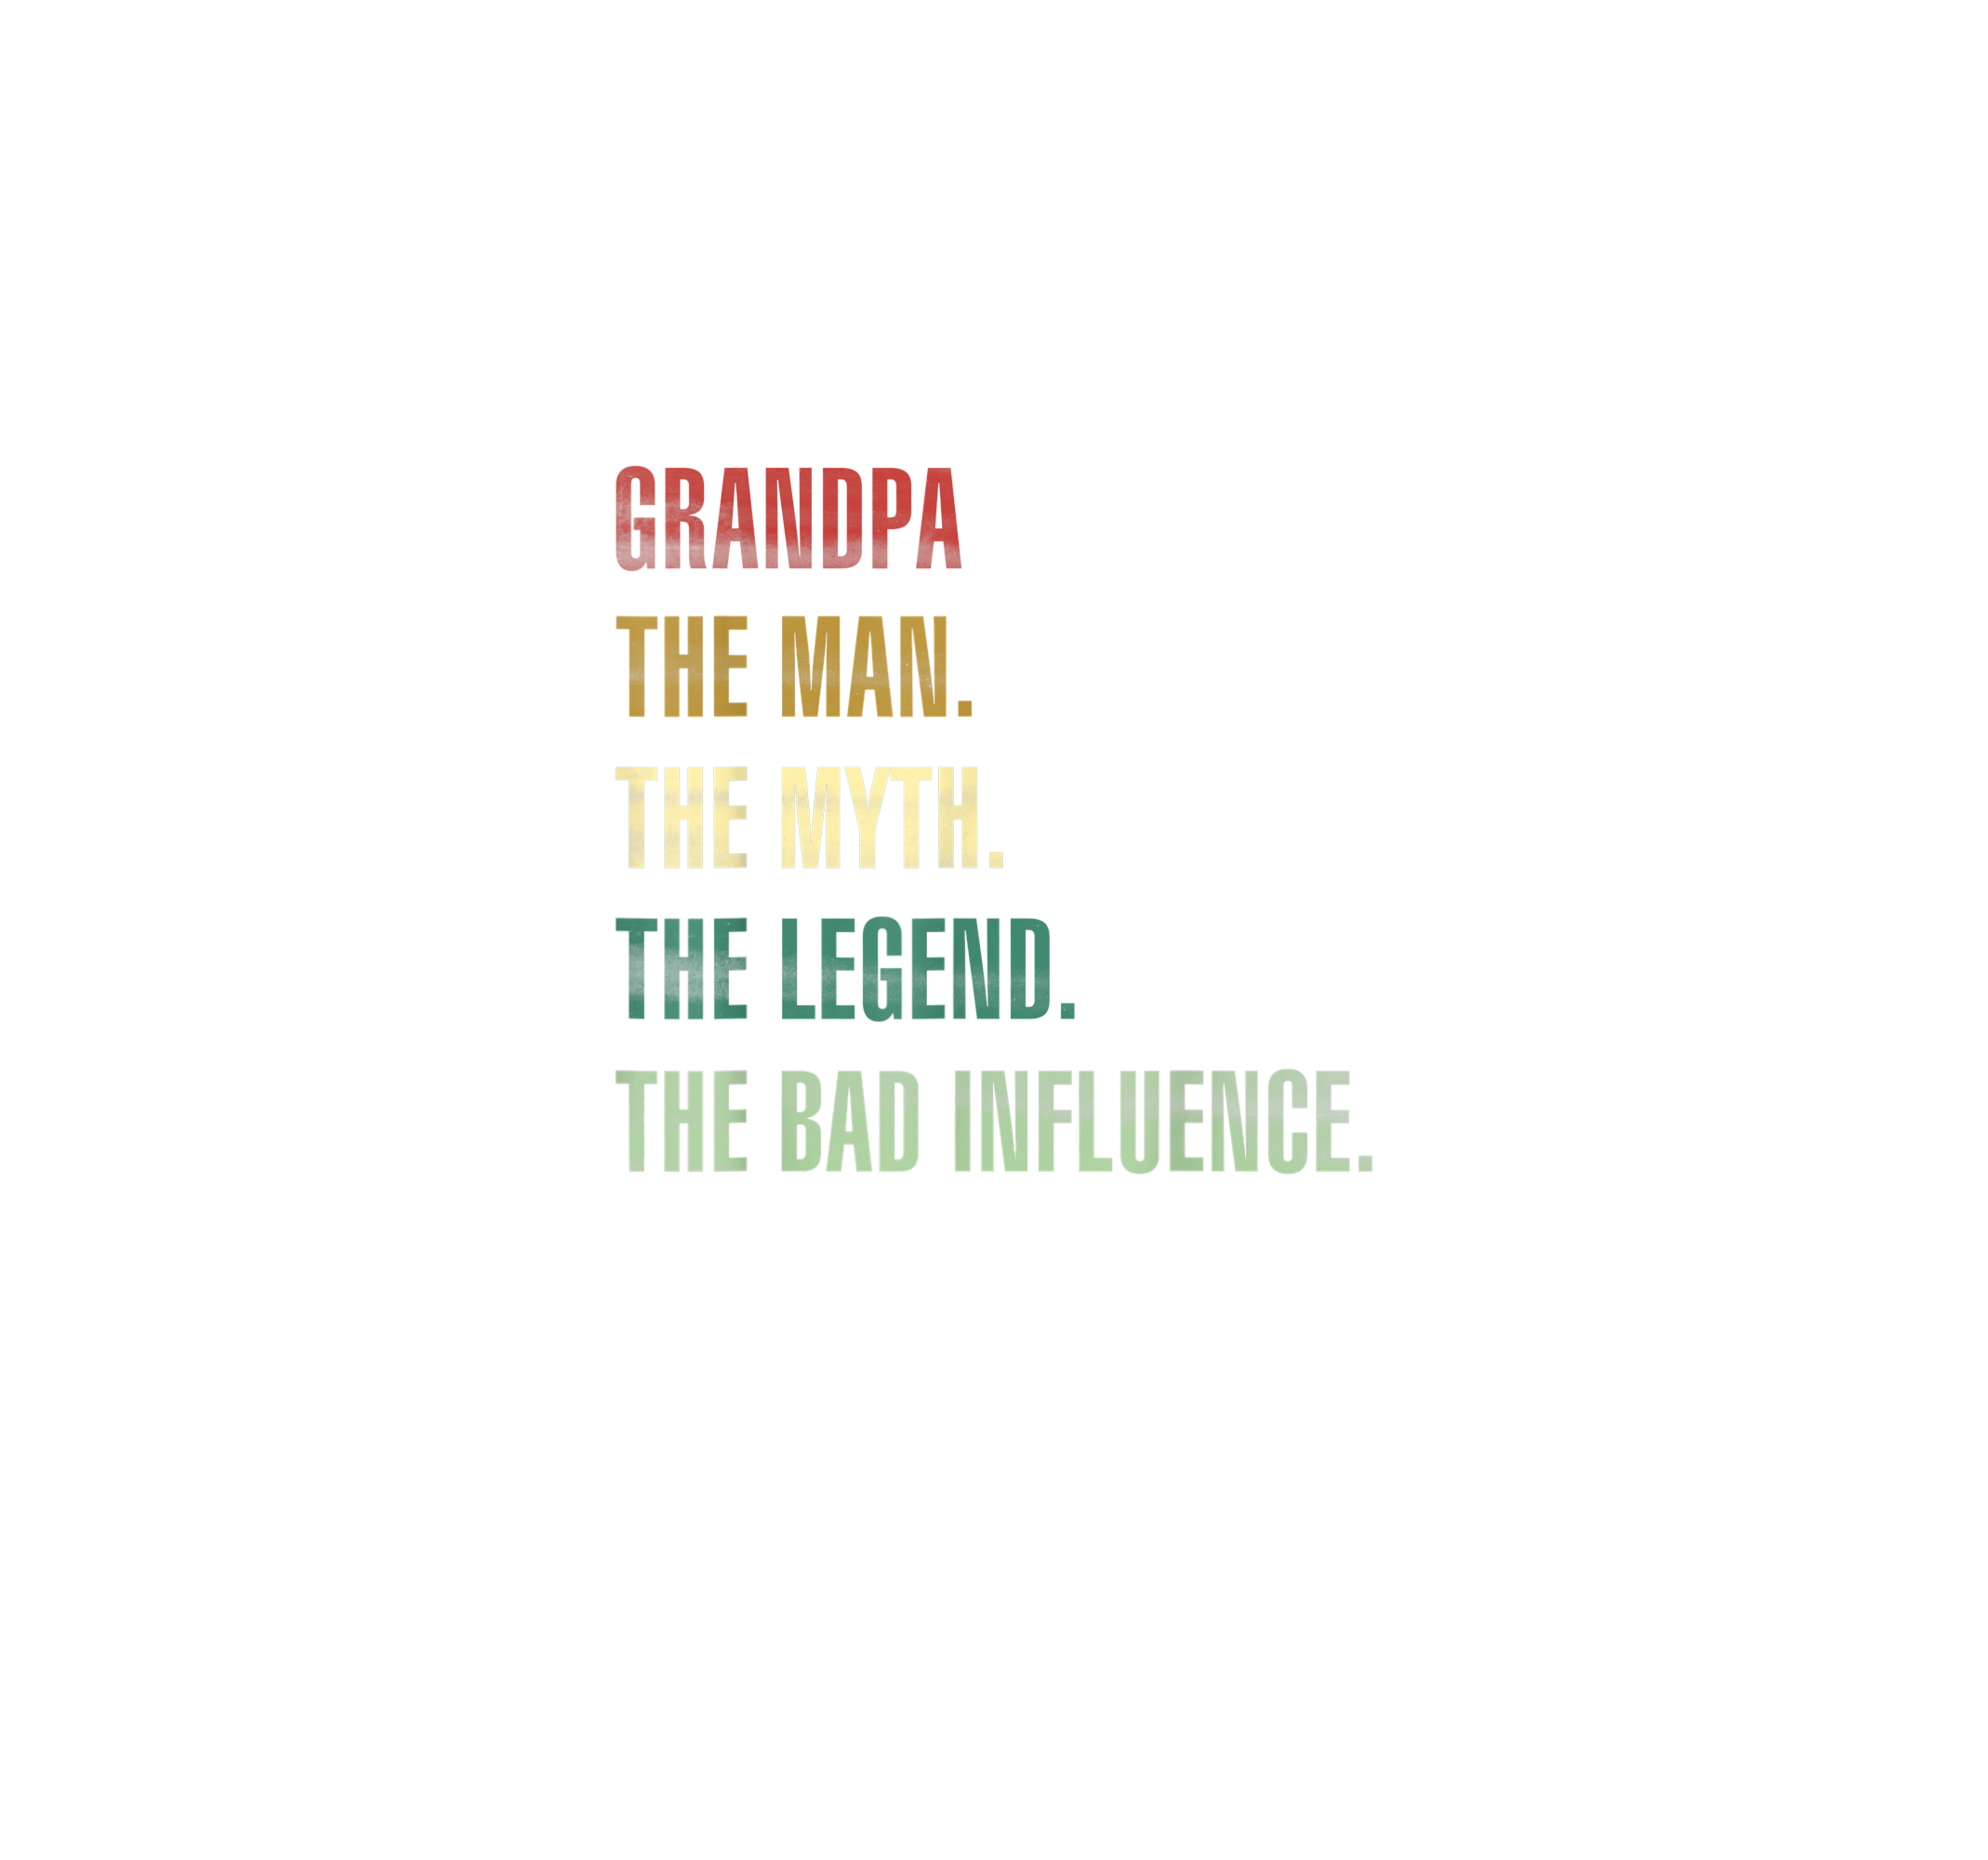 GRANDPA
THE MAN.
THE MYTH.
THE LEGEND.
THE BAD INFLUENCE.